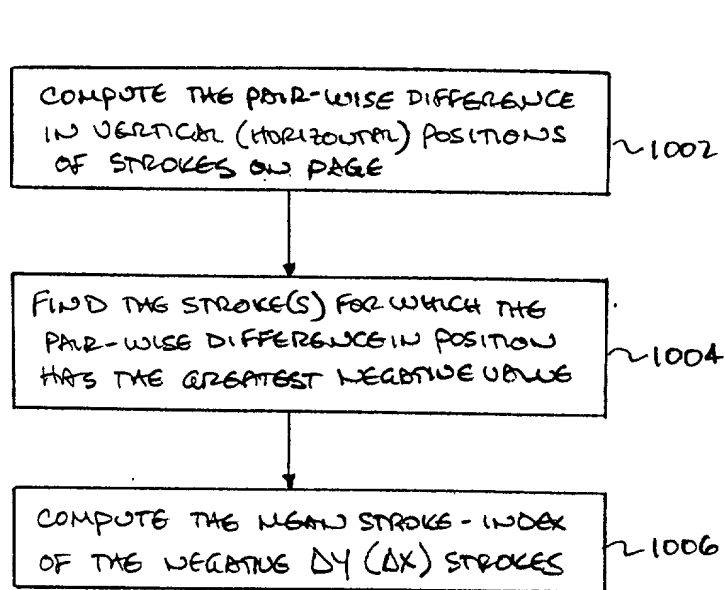 COMPUTE THE PAIR-WISE DIFFERENCE
IN VERTICAL (HORIZONTAL) POSITIONS
OF STROKES ON PAGE
1002
FIND THE STROKE(S) FOR WHICH THE
PAIR-WISE DIFFERENCE IN POSITION
HAS THE GREATEST NEGATIVE VALUE
1004
COMPUTE THE MEAN STROKE-INDEX
OF THE NEGATIVE ΔY (ΔX) STROKES
1006